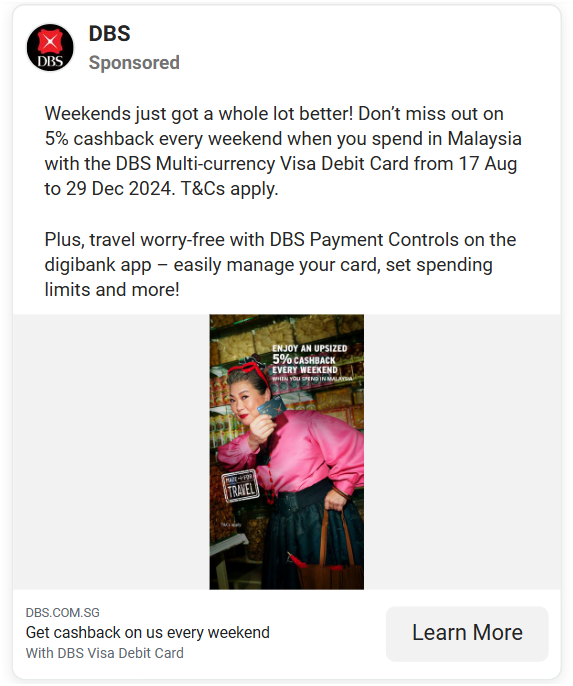 DBS
DBS
Sponsored
Weekends just got a whole lot better! Don’t miss out on
5% cashback every weekend when you spend in Malaysia
with the DBS Multi-currency Visa Debit Card from 17 Aug
to 29 Dec 2024. T&Cs apply.
Plus, travel worry-free with DBS Payment Controls on the
digibank app – easily manage your card, set spending
limits and more!
ENJOY AN UPSIZED
5% CASHBACK
EVERY WEEKEND
WHEN YOU SPEND IN MALAYSIA
MADE FOR
TRAVEL
T&Cs apply
DBS.COM.SG
Get cashback on us every weekend
With DBS Visa Debit Card
Learn More